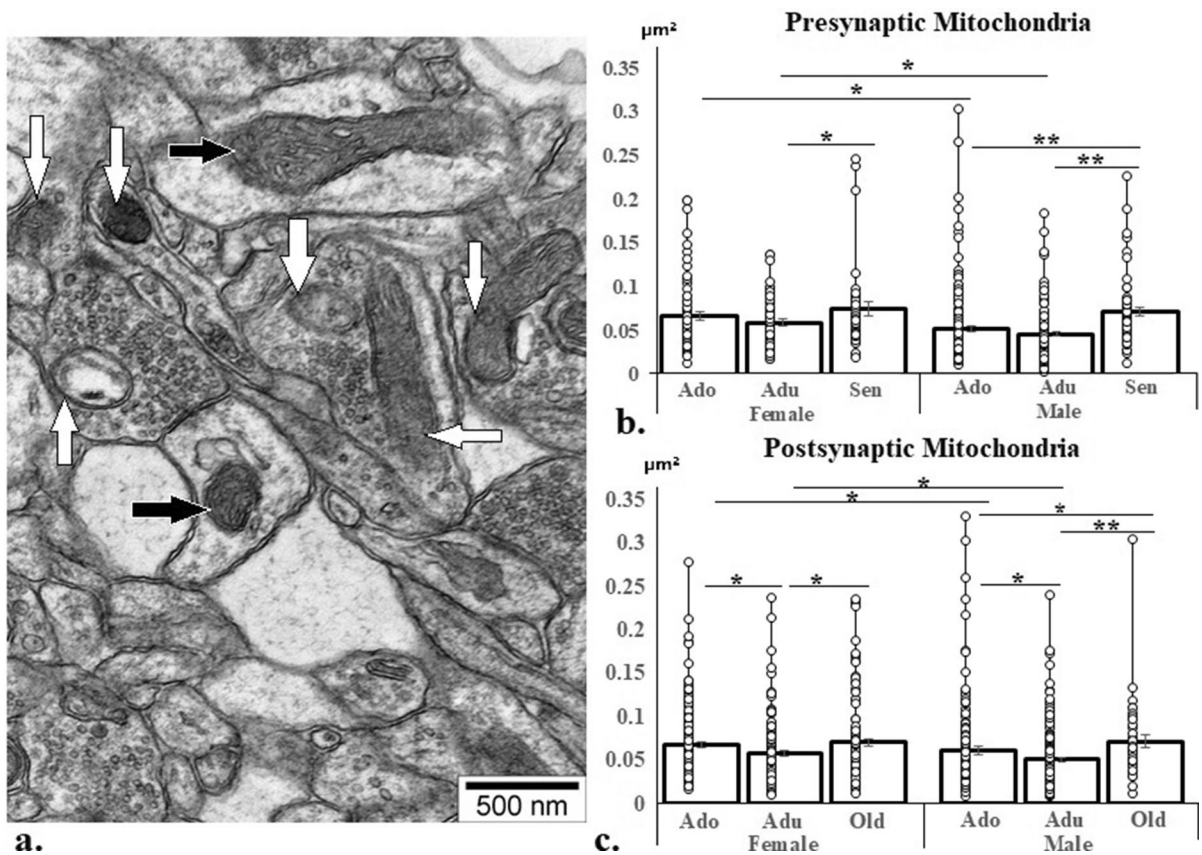 500 nm
a.
Presynaptic Mitochondria
µm²
0.35
0.3
0.25
0.2
0.15
0.1
0.05
0
*
*
*
**
**
Ado Adu Sen Ado Adu Sen
Female Male
b.
Postsynaptic Mitochondria
µm²
0.35
0.3
0.25
0.2
0.15
0.1
0.05
0
*
*
*
**
* * *
Ado Adu Old Ado Adu Old
Female Male
c.